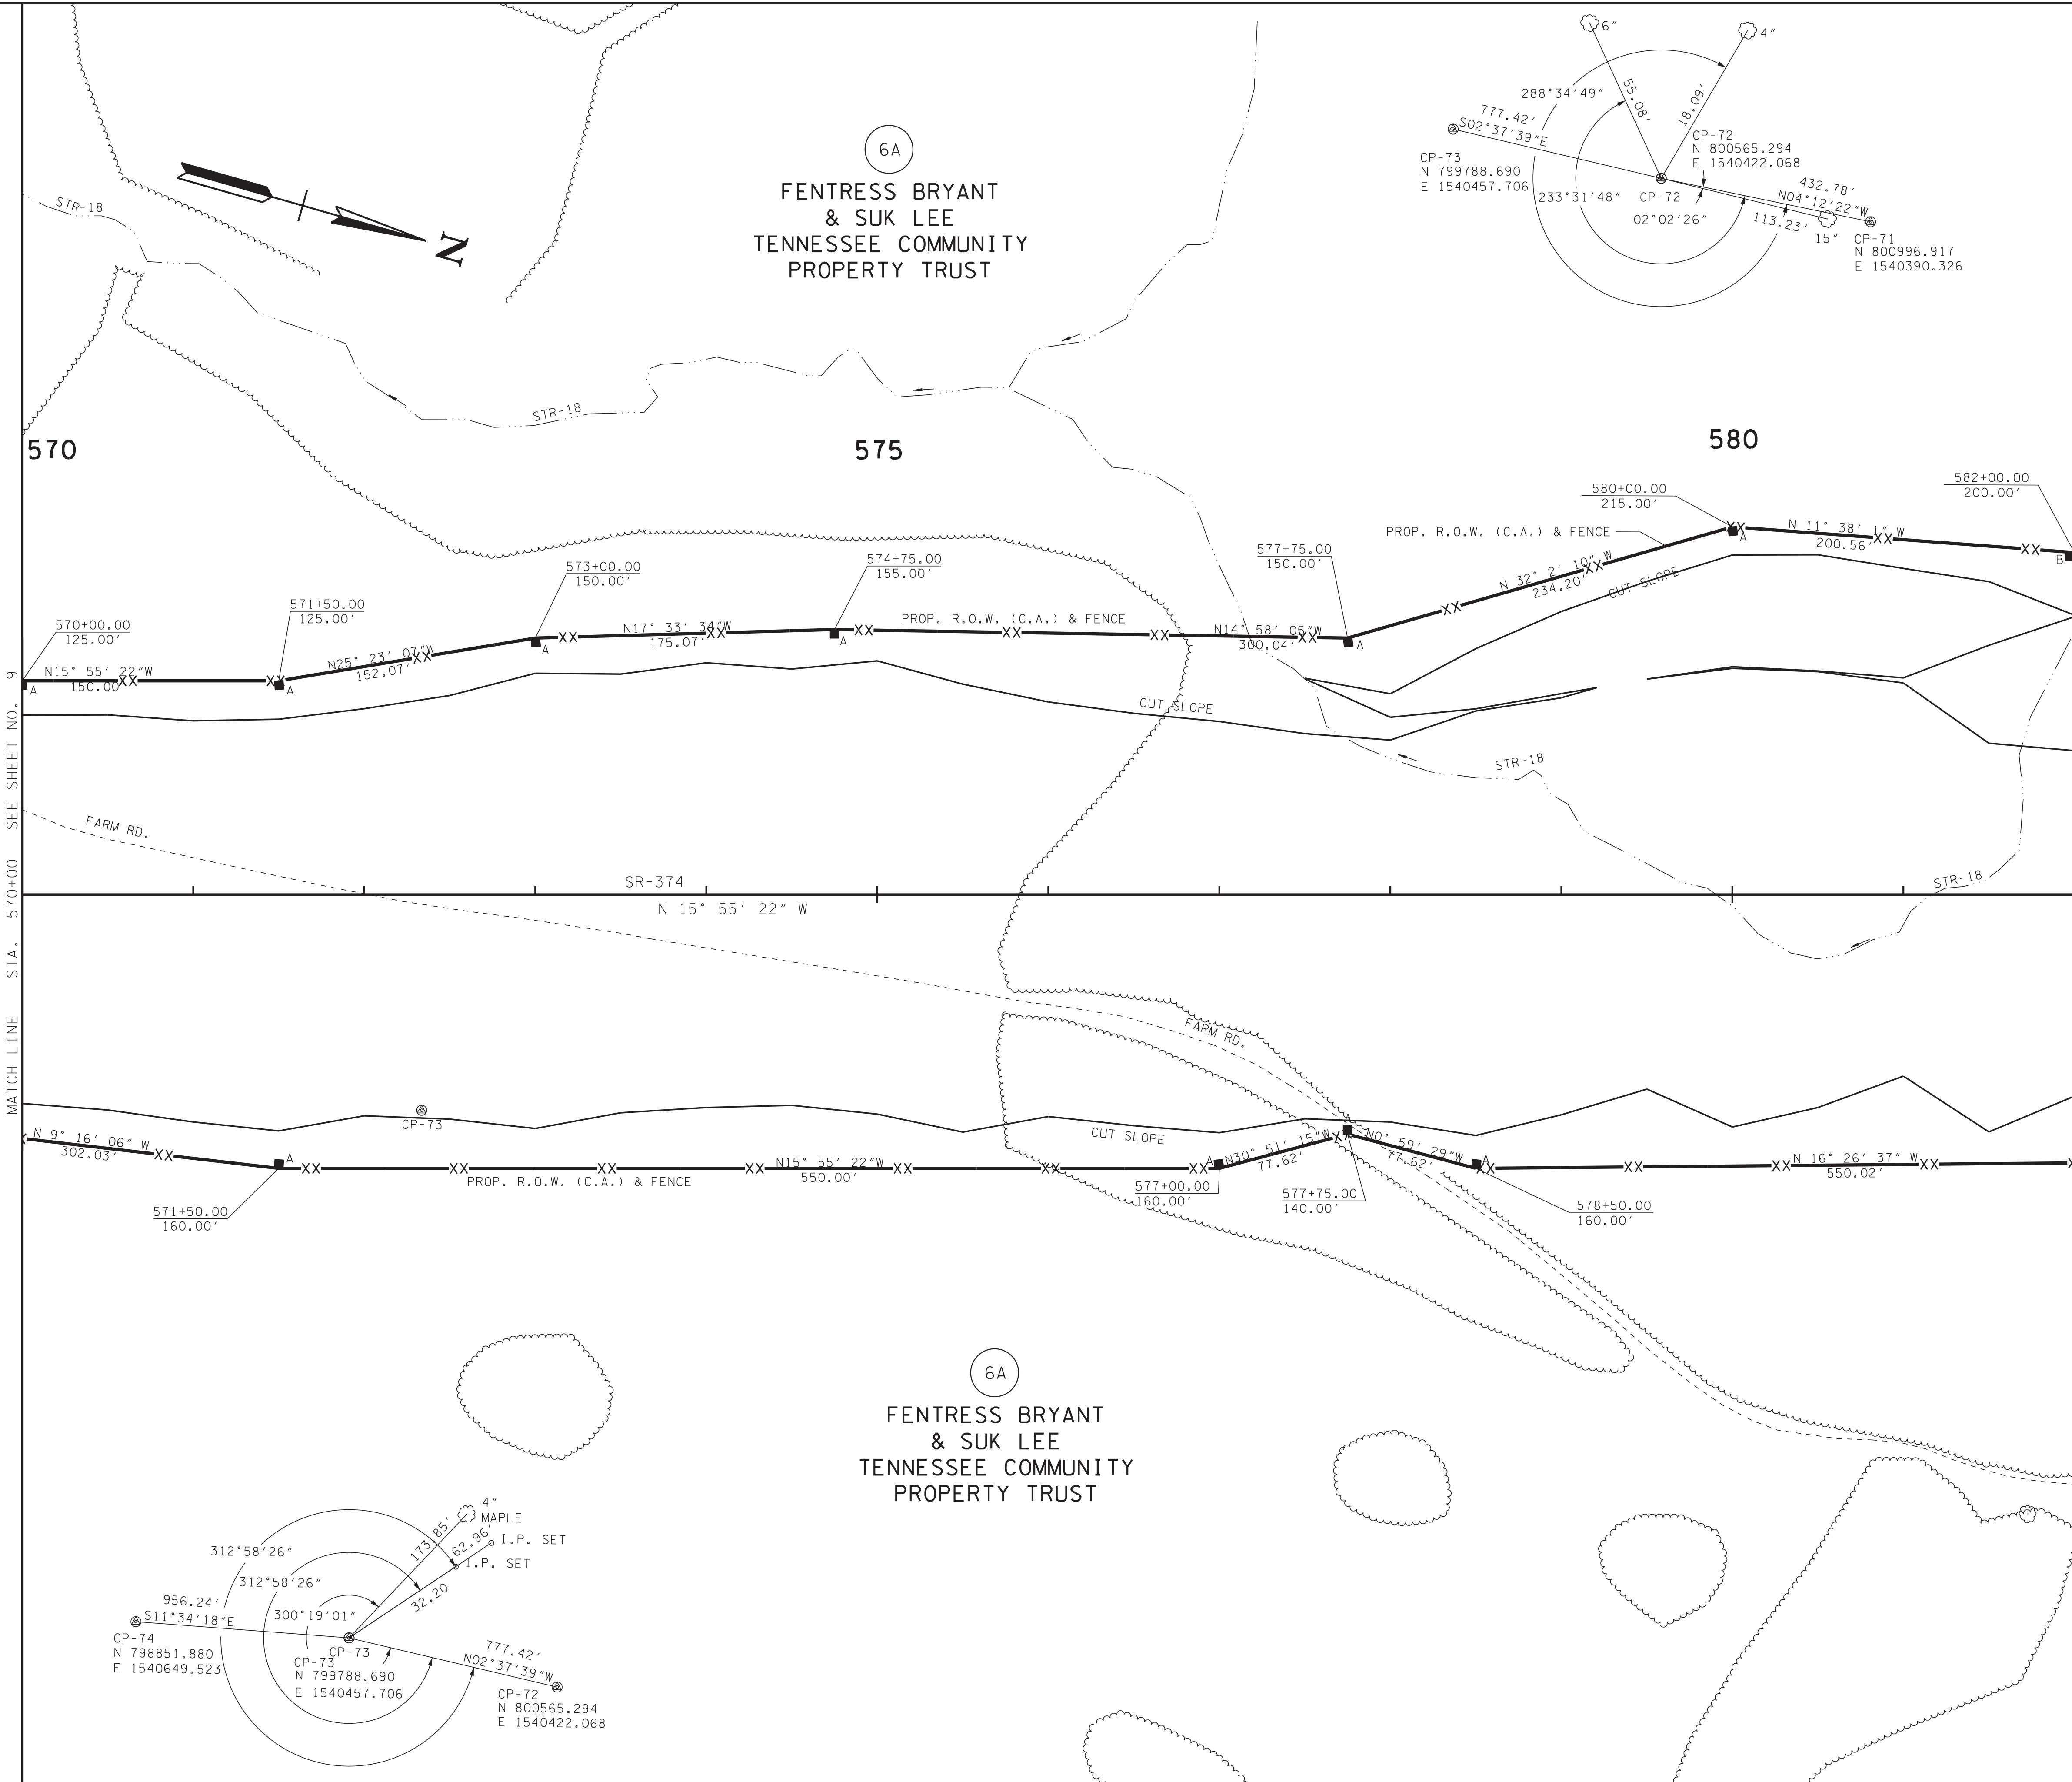 6"
4"
288°34'49"
55.08'
18.09'
777.42'
S02°37'39"E
CP-73
N 799788.690
E 1540457.706
CP-72
N 800565.294
E 1540422.068
233°31'48"
CP-72
02°02'26"
432.78'
N04°12'22"W
113.23'
15"
CP-71
N 800996.917
E 1540390.326
6A
FENTRESS BRYANT
& SUK LEE
TENNESSEE COMMUNITY
PROPERTY TRUST
N
STR-18
STR-18
570
575
580
582+00.00
200.00'
580+00.00
215.00'
PROP. R.O.W. (C.A.) & FENCE
N 11° 38' 1" W
200.56'
A
B
577+75.00
150.00'
N 32° 2' 10" W
234.20'
CUT SLOPE
574+75.00
155.00'
573+00.00
150.00'
571+50.00
125.00'
570+00.00
125.00'
N15° 55' 22"W
150.00'
A
A
N25° 23' 07"W
152.07'
A
N17° 33' 34"W
175.07'
A
PROP. R.O.W. (C.A.) & FENCE
N14° 58' 05"W
300.04'
A
CUT SLOPE
STR-18
STR-18
MATCH LINE STA. 570+00 SEE SHEET NO. 9
FARM RD.
SR-374
N 15° 55' 22" W
FARM RD.
CP-73
CUT SLOPE
N 9° 16' 06" W
302.03'
A
N15° 55' 22"W
550.00'
PROP. R.O.W. (C.A.) & FENCE
A
N30° 51' 15"W
77.62'
A
N0° 59' 29"W
77.62'
A
N 16° 26' 37" W
550.02'
571+50.00
160.00'
577+00.00
160.00'
577+75.00
140.00'
578+50.00
160.00'
6A
FENTRESS BRYANT
& SUK LEE
TENNESSEE COMMUNITY
PROPERTY TRUST
4"
MAPLE
173.85'
62.96'
I.P. SET
I.P. SET
32.20
312°58'26"
312°58'26"
300°19'01"
956.24'
S11°34'18"E
CP-74
N 798851.880
E 1540649.523
CP-73
CP-73
N 799788.690
E 1540457.706
777.42'
N02°37'39"W
CP-72
N 800565.294
E 1540422.068